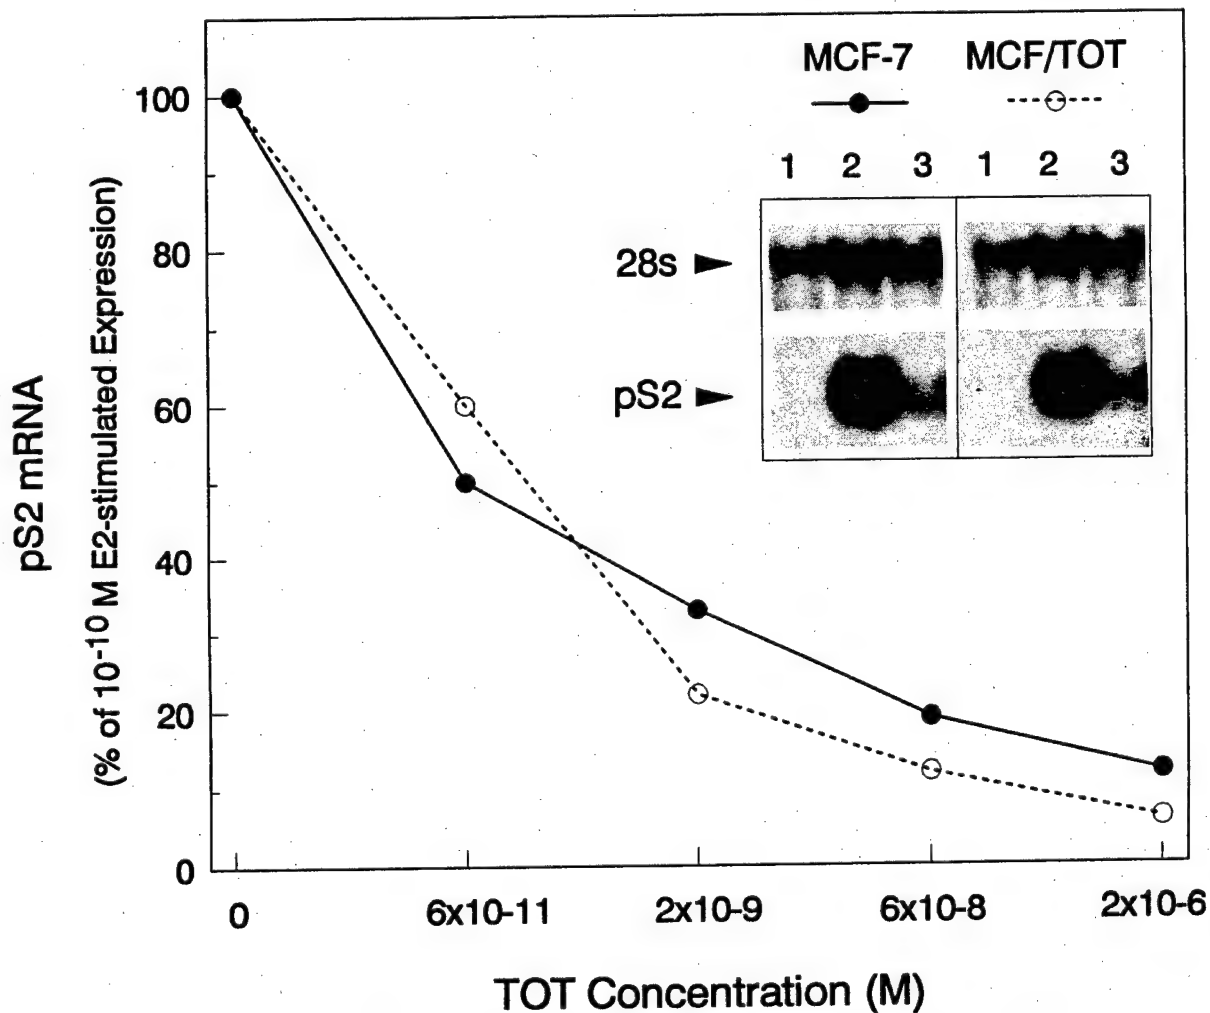 MCF-7 MCF/TOT
1 2 3 1 2 3
28s
pS2
100
80
60
40
20
0
pS2 mRNA
(% of 10-10 M E2-stimulated Expression)
0 6x10-11 2x10-9 6x10-8 2x10-6
TOT Concentration (M)